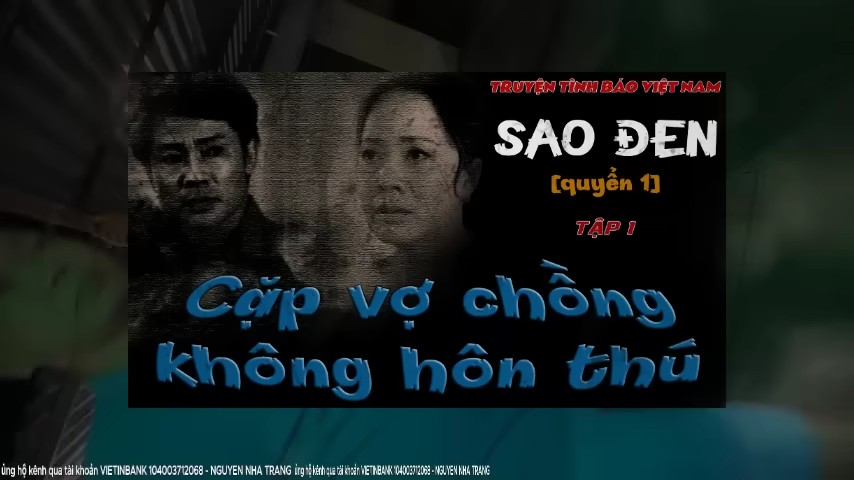 TRUYỆN TÌNH BÁO VIỆT NAM
SAO ĐEN
[quyển 1]
TẬP 1
Cặp vợ chồng
không hôn thú
ủng hộ kênh qua tài khoản VIETINBANK 104003712068 - NGUYEN NHA TRANG ủng hộ kênh qua tài khoản VIETINBANK 104003712068 - NGUYEN NHA TRANG